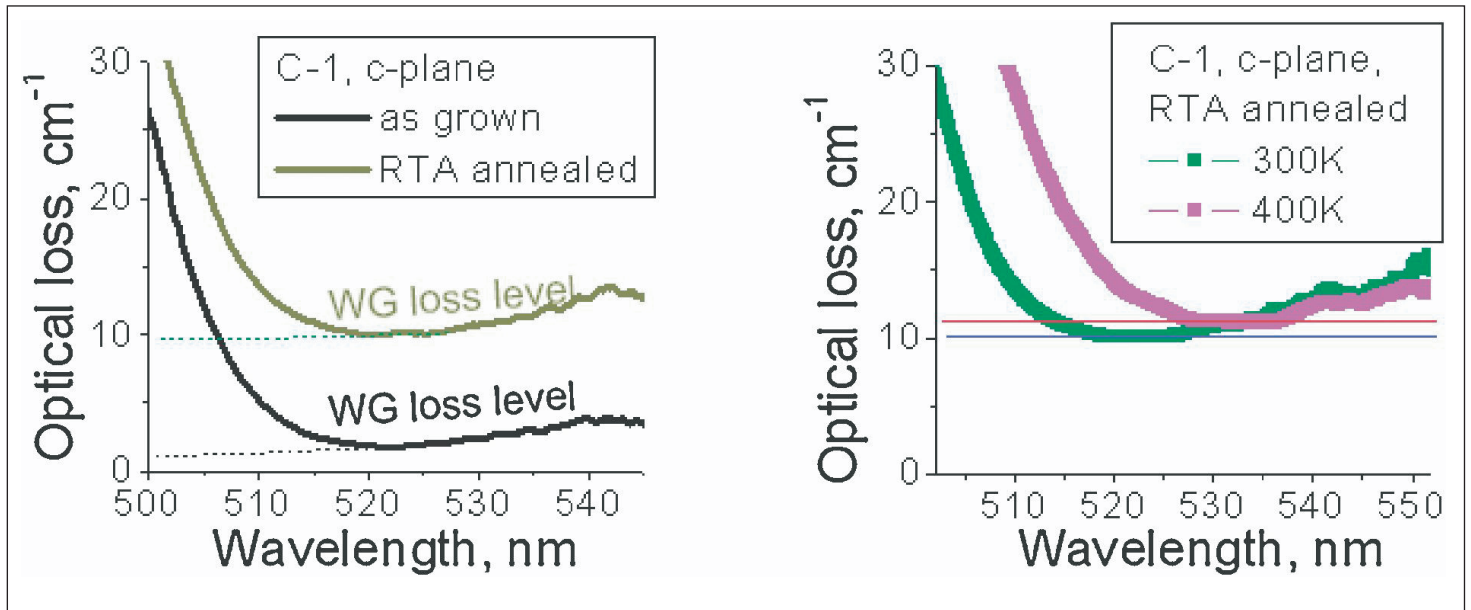 C-1, c-plane
as grown
RTA annealed
WG loss level
WG loss level
Optical loss, cm⁻¹
30
20
10
0
500 510 520 530 540
Wavelength, nm
C-1, c-plane,
RTA annealed
300K
400K
Optical loss, cm⁻¹
30
20
10
0
510 520 530 540 550
Wavelength, nm